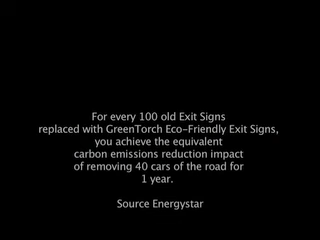 For every 100 old Exit Signs
replaced with GreenTorch Eco-Friendly Exit Signs,
you achieve the equivalent
carbon emissions reduction impact
of removing 40 cars of the road for
1 year.
Source Energystar